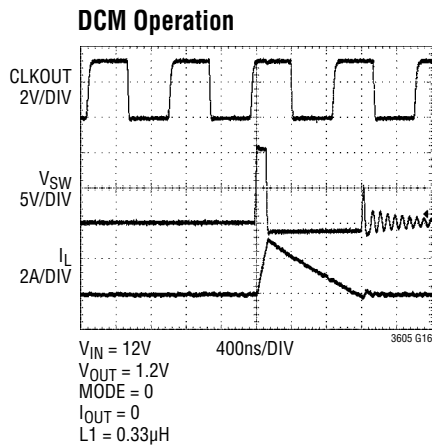 DCM Operation
CLKOUT
2V/DIV
VSW
5V/DIV
IL
2A/DIV
3605 G16
VIN = 12V
400ns/DIV
VOUT = 1.2V
MODE = 0
IOUT = 0
L1 = 0.33µH